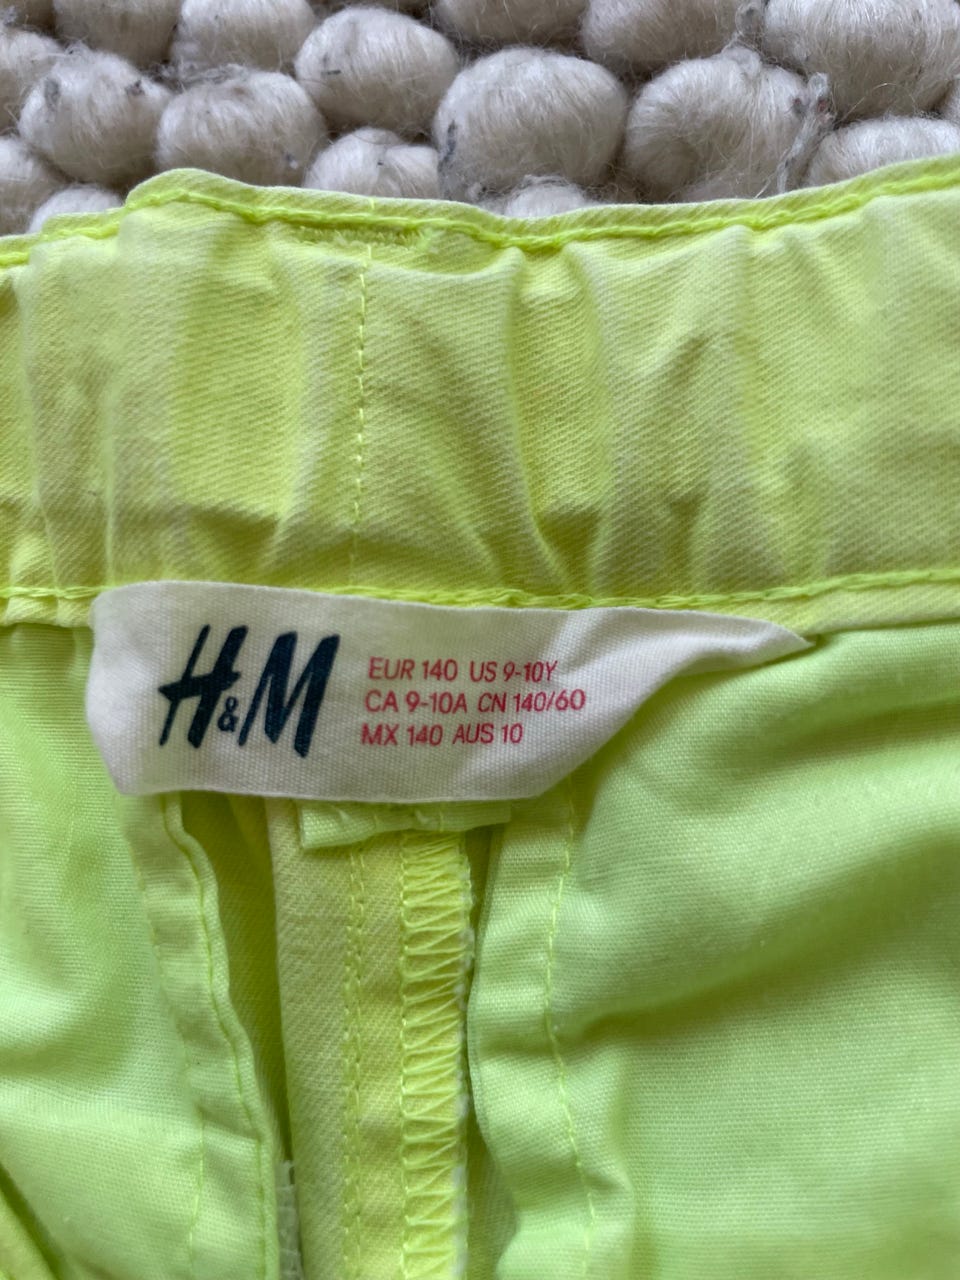 H&M
EUR 140 US 9-10Y
CA 9-10A CN 140/60
MX 140 AUS 10